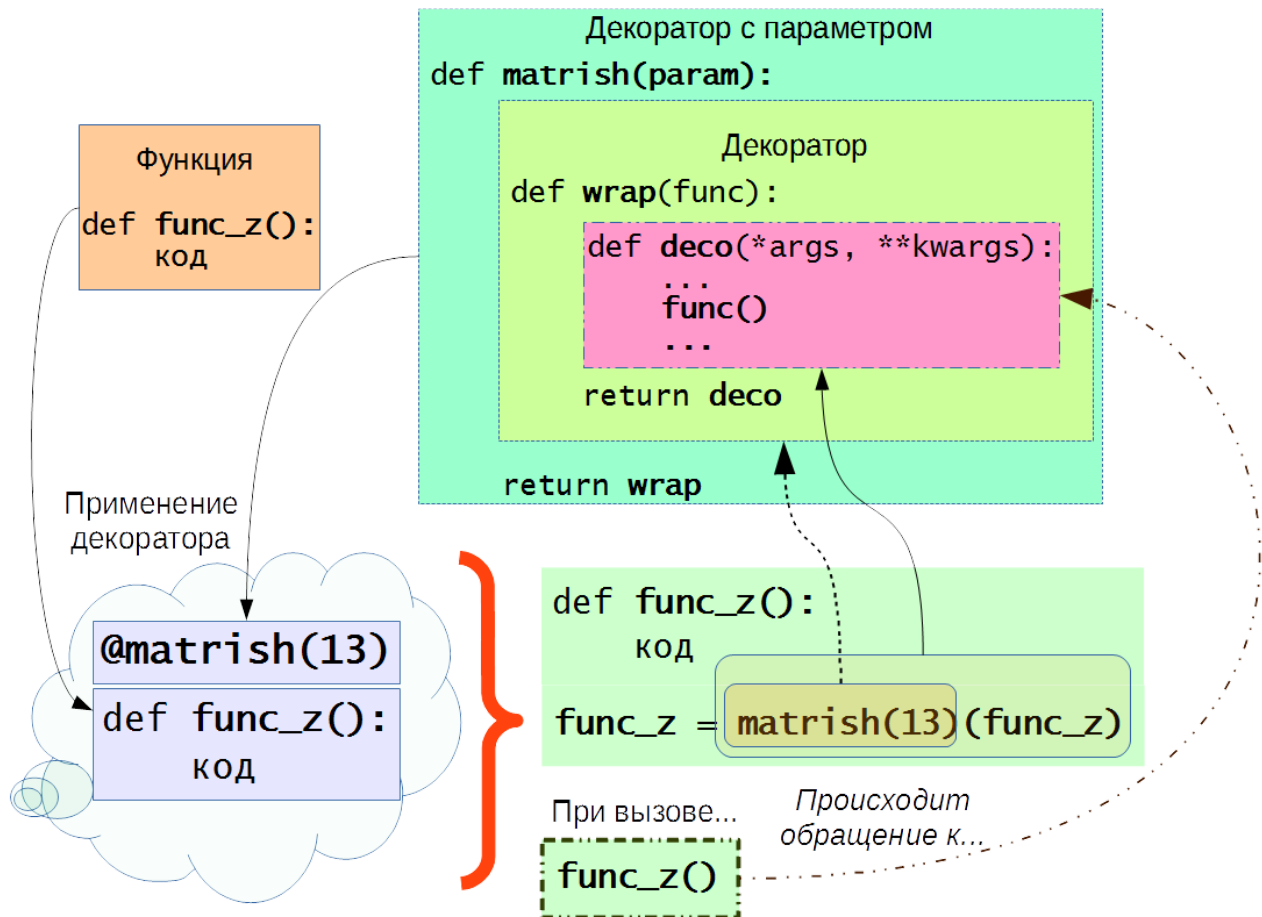 Декоратор с параметром
def matrish(param):
Декоратор
def wrap(func):
def deco(*args, **kwargs):
...
func()
...
return deco
return wrap
Функция
def func_z():
код
Применение
декоратора
@matrish(13)
def func_z():
код
def func_z():
код
func_z = matrish(13)(func_z)
При вызове...
func_z()
Происходит
обращение к...